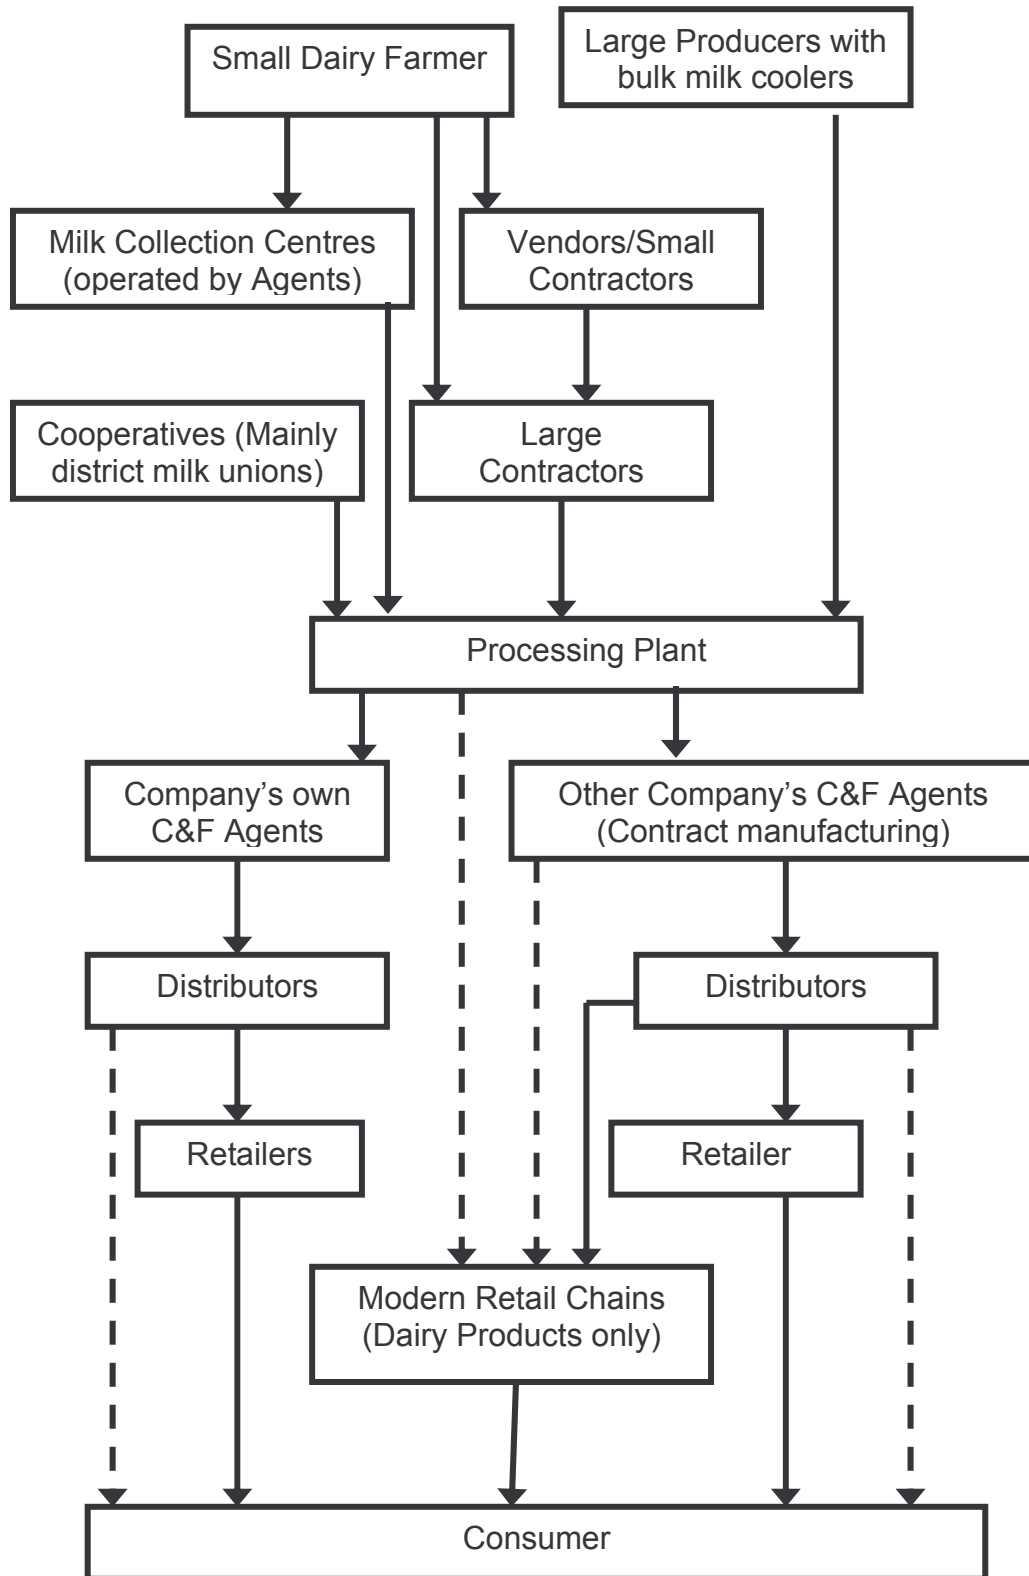 Small Dairy Farmer
Large Producers with
bulk milk coolers
Milk Collection Centres
(operated by Agents)
Vendors/Small
Contractors
Cooperatives (Mainly
district milk unions)
Large
Contractors
Processing Plant
Company’s own
C&F Agents
Other Company’s C&F Agents
(Contract manufacturing)
Distributors
Distributors
Retailers
Retailer
Modern Retail Chains
(Dairy Products only)
Consumer